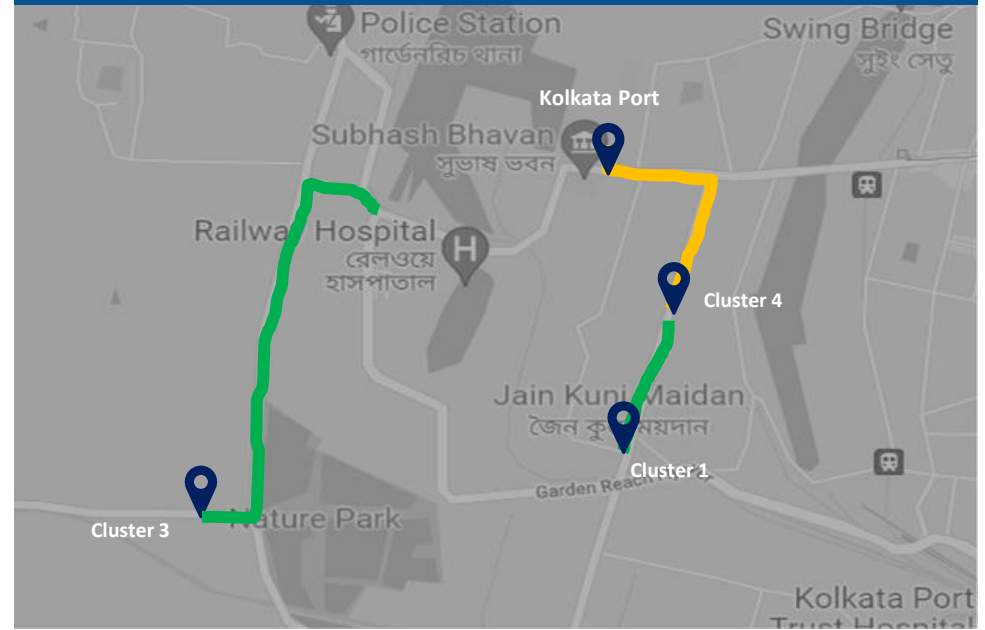 Police Station
গার্ডেনরিচ থানা
Swing Bridge
সুইং সেতু
Kolkata Port
Subhash Bhavan
সুভাষ ভবন
Railway Hospital
রেলওয়ে
হাসপাতাল
H
Cluster 4
Jain Kunj Maidan
জৈন কুঞ্জ ময়দান
Cluster 1
Garden Reach
Nature Park
Cluster 3
Kolkata Port
Trust Hospital